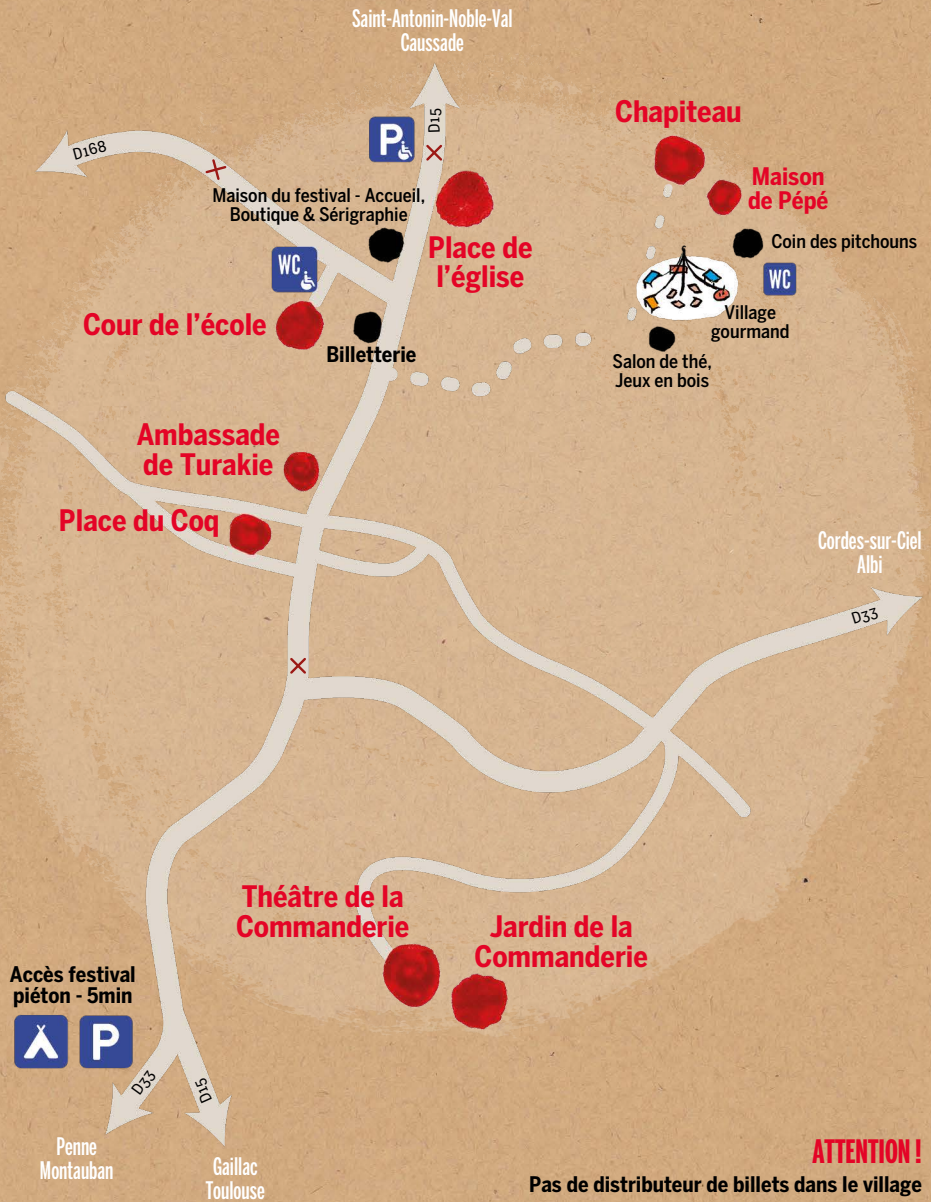 Saint-Antonin-Noble-Val
Caussade
D15
P
D168
Chapiteau
Maison
de Pépé
Maison du festival - Accueil,
Boutique & Sérigraphie
Place de
l'église
Coin des pitchouns
WC
WC
Village
gourmand
Cour de l'école
Billetterie
Salon de thé,
Jeux en bois
Ambassade
de Turakie
Place du Coq
Cordes-sur-Ciel
Albi
D33
Théâtre de la
Commanderie
Jardin de la
Commanderie
Accès festival
piéton - 5min
P
D33
D15
Penne
Montauban
Gaillac
Toulouse
ATTENTION !
Pas de distributeur de billets dans le village